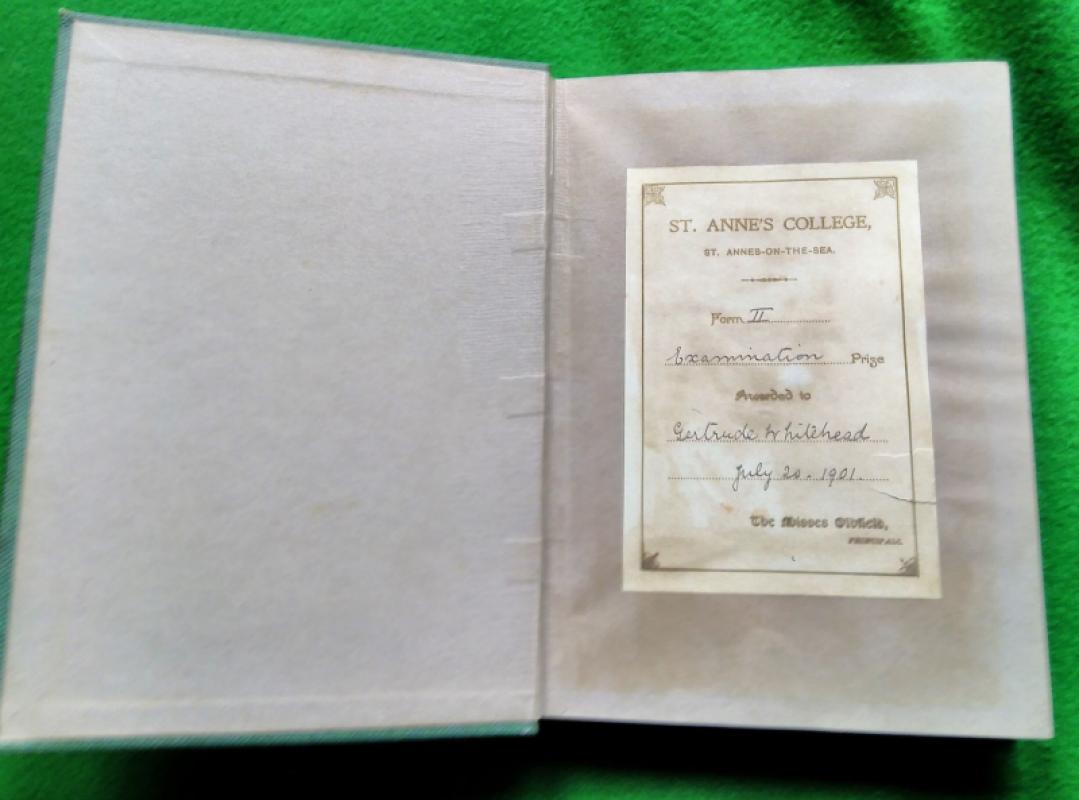 ST. ANNE'S COLLEGE,
ST. ANNES-ON-THE-SEA.
Form II
Examination Prize
Awarded to
Gertrude Whitehead
July 20. 1901.
The Misses Oldfield,
PRINCIPALS.